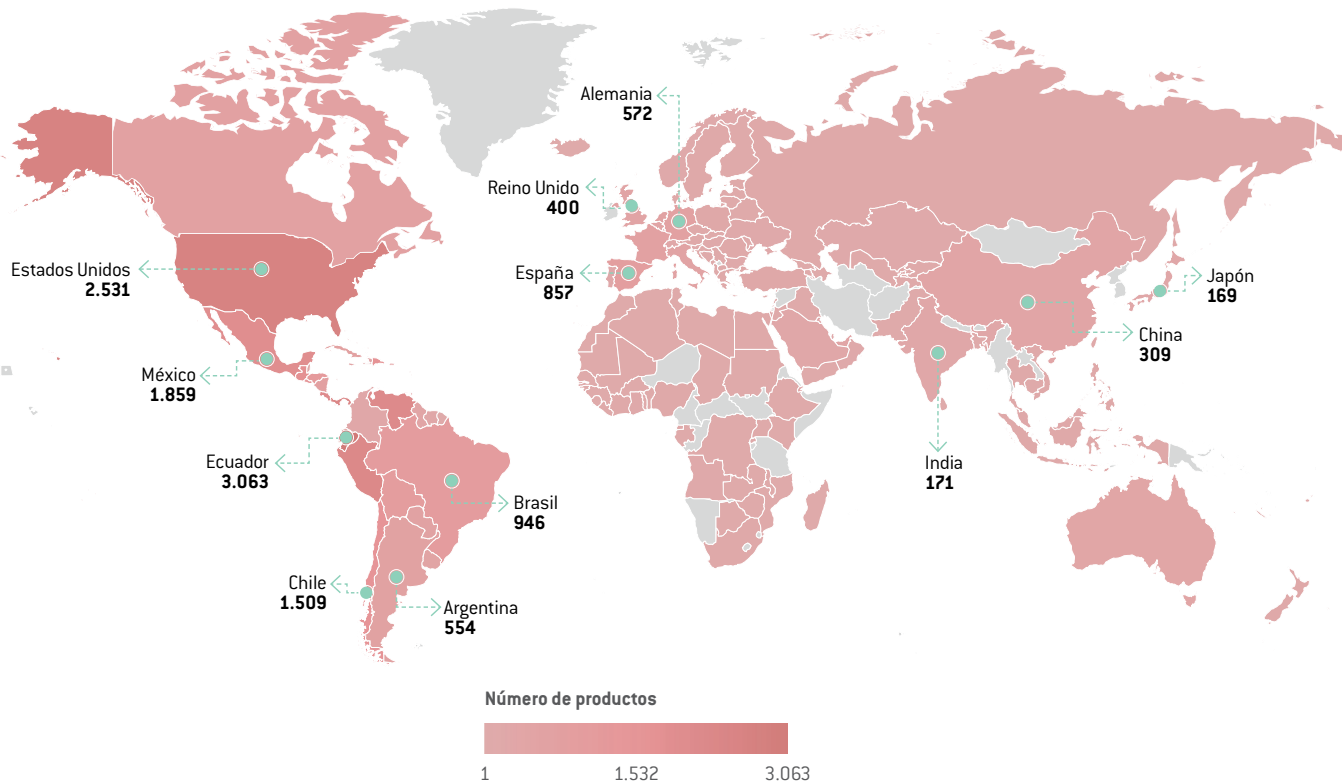 Alemania
572
Reino Unido
400
España
857
Estados Unidos
2.531
Japón
169
China
309
México
1.859
Ecuador
3.063
India
171
Brasil
946
Chile
1.509
Argentina
554
Número de productos
1 1.532 3.063